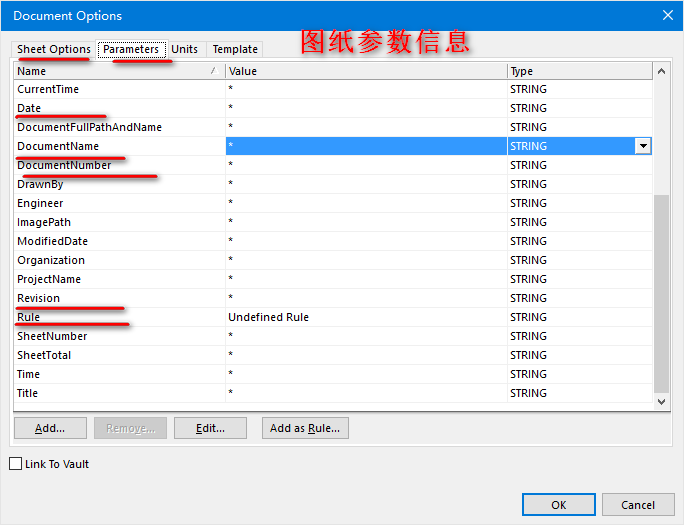 Document Options
Sheet Options Parameters Units Template
图纸参数信息
Name Value Type
CurrentTime * STRING
Date * STRING
DocumentFullPathAndName * STRING
DocumentName * STRING
DocumentNumber * STRING
DrawnBy * STRING
Engineer * STRING
ImagePath * STRING
ModifiedDate * STRING
Organization * STRING
ProjectName * STRING
Revision * STRING
Rule Undefined Rule STRING
SheetNumber * STRING
SheetTotal * STRING
Time * STRING
Title * STRING
Add... Remove... Edit... Add as Rule...
Link To Vault
OK Cancel